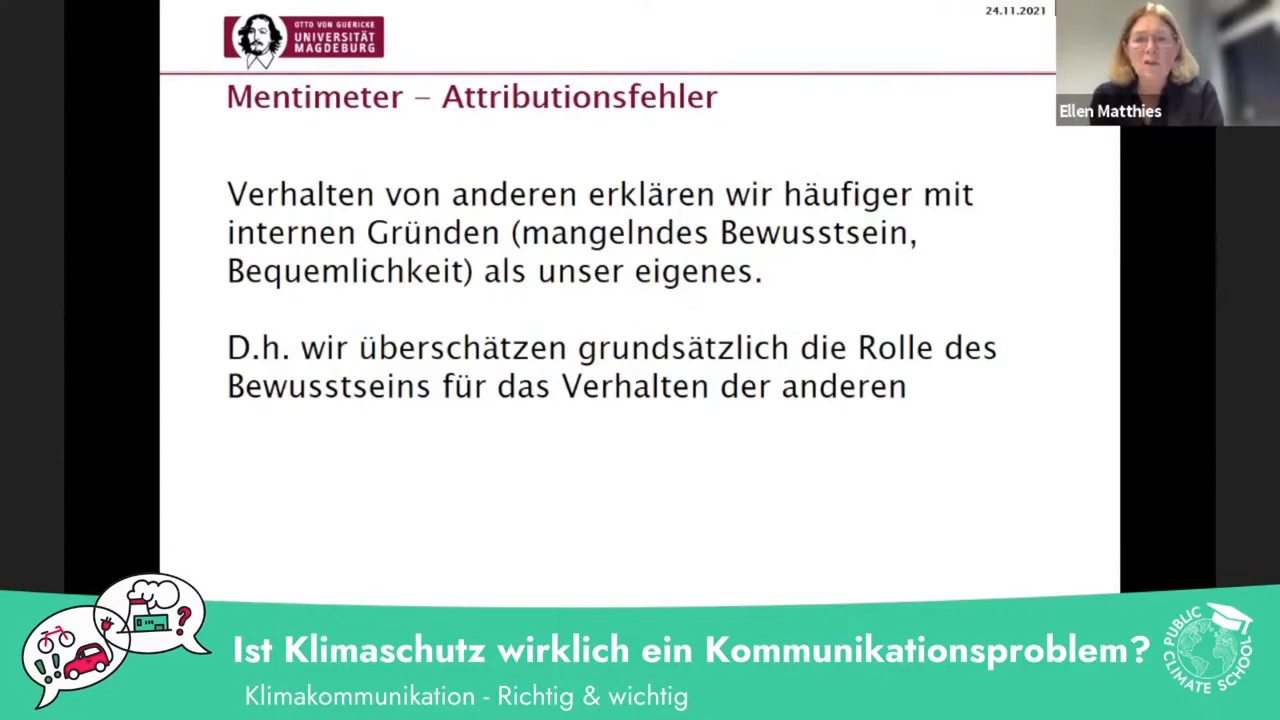 OTTO VON GUERICKE
UNIVERSITÄT
MAGDEBURG
24.11.2021
Mentimeter – Attributionsfehler
Ellen Matthies
Verhalten von anderen erklären wir häufiger mit
internen Gründen (mangelndes Bewusstsein,
Bequemlichkeit) als unser eigenes.
D.h. wir überschätzen grundsätzlich die Rolle des
Bewusstseins für das Verhalten der anderen
!!
?
Ist Klimaschutz wirklich ein Kommunikationsproblem?
Klimakommunikation - Richtig & wichtig
PUBLIC
CLIMATE SCHOOL